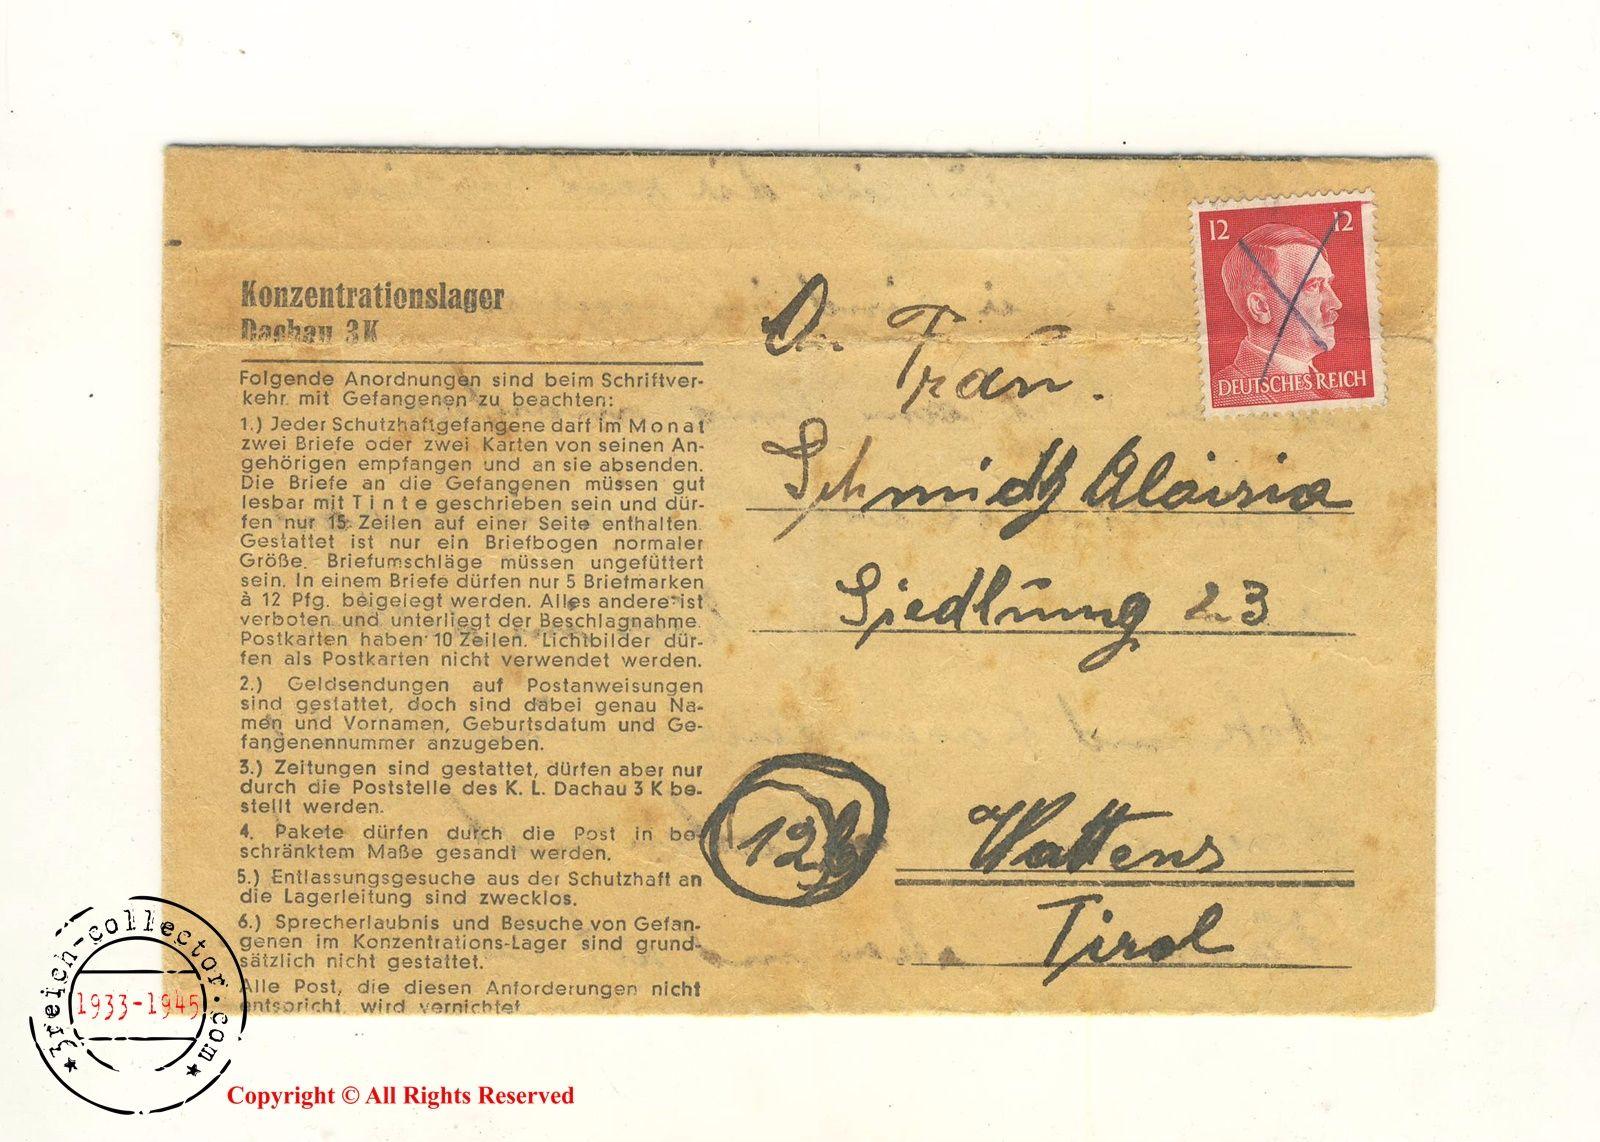 Konzentrationslager
Dachau 3K
Folgende Anordnungen sind beim Schriftver-
kehr mit Gefangenen zu beachten:
1.) Jeder Schutzhaftgefangene darf im Monat
zwei Briefe oder zwei Karten von seinen An-
gehörigen empfangen und an sie absenden.
Die Briefe an die Gefangenen müssen gut
lesbar mit Tinte geschrieben sein und dür-
fen nur 15 Zeilen auf einer Seite enthalten.
Gestattet ist nur ein Briefbogen normaler
Größe. Briefumschläge müssen ungefüttert
sein. In einem Briefe dürfen nur 5 Briefmarken
à 12 Pfg. beigelegt werden. Alles andere ist
verboten und unterliegt der Beschlagnahme.
Postkarten haben 10 Zeilen. Lichtbilder dür-
fen als Postkarten nicht verwendet werden.
2.) Geldsendungen auf Postanweisungen
sind gestattet, doch sind dabei genau Na-
men und Vornamen, Geburtsdatum und Ge-
fangenennummer anzugeben.
3.) Zeitungen sind gestattet, dürfen aber nur
durch die Poststelle des K. L. Dachau 3 K be-
stellt werden.
4. Pakete dürfen durch die Post in be-
schränktem Maße gesandt werden.
5.) Entlassungsgesuche aus der Schutzhaft an
die Lagerleitung sind zwecklos.
6.) Sprecherlaubnis und Besuche von Gefan-
genen im Konzentrations-Lager sind grund-
sätzlich nicht gestattet.
Alle Post, die diesen Anforderungen nicht
entspricht, wird vernichtet
12 12
DEUTSCHES REICH
An
Frau.
Schmidt Aloisia
Siedlung 23
12b
Wattens
Tirol
3reich-collector.com
1933-1945
Copyright © All Rights Reserved